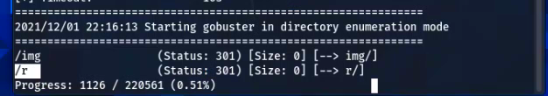 ===============================================================
2021/12/01 22:16:13 Starting gobuster in directory enumeration mode
===============================================================
/img (Status: 301) [Size: 0] [--> img/]
/r (Status: 301) [Size: 0] [--> r/]
Progress: 1126 / 220561 (0.51%)